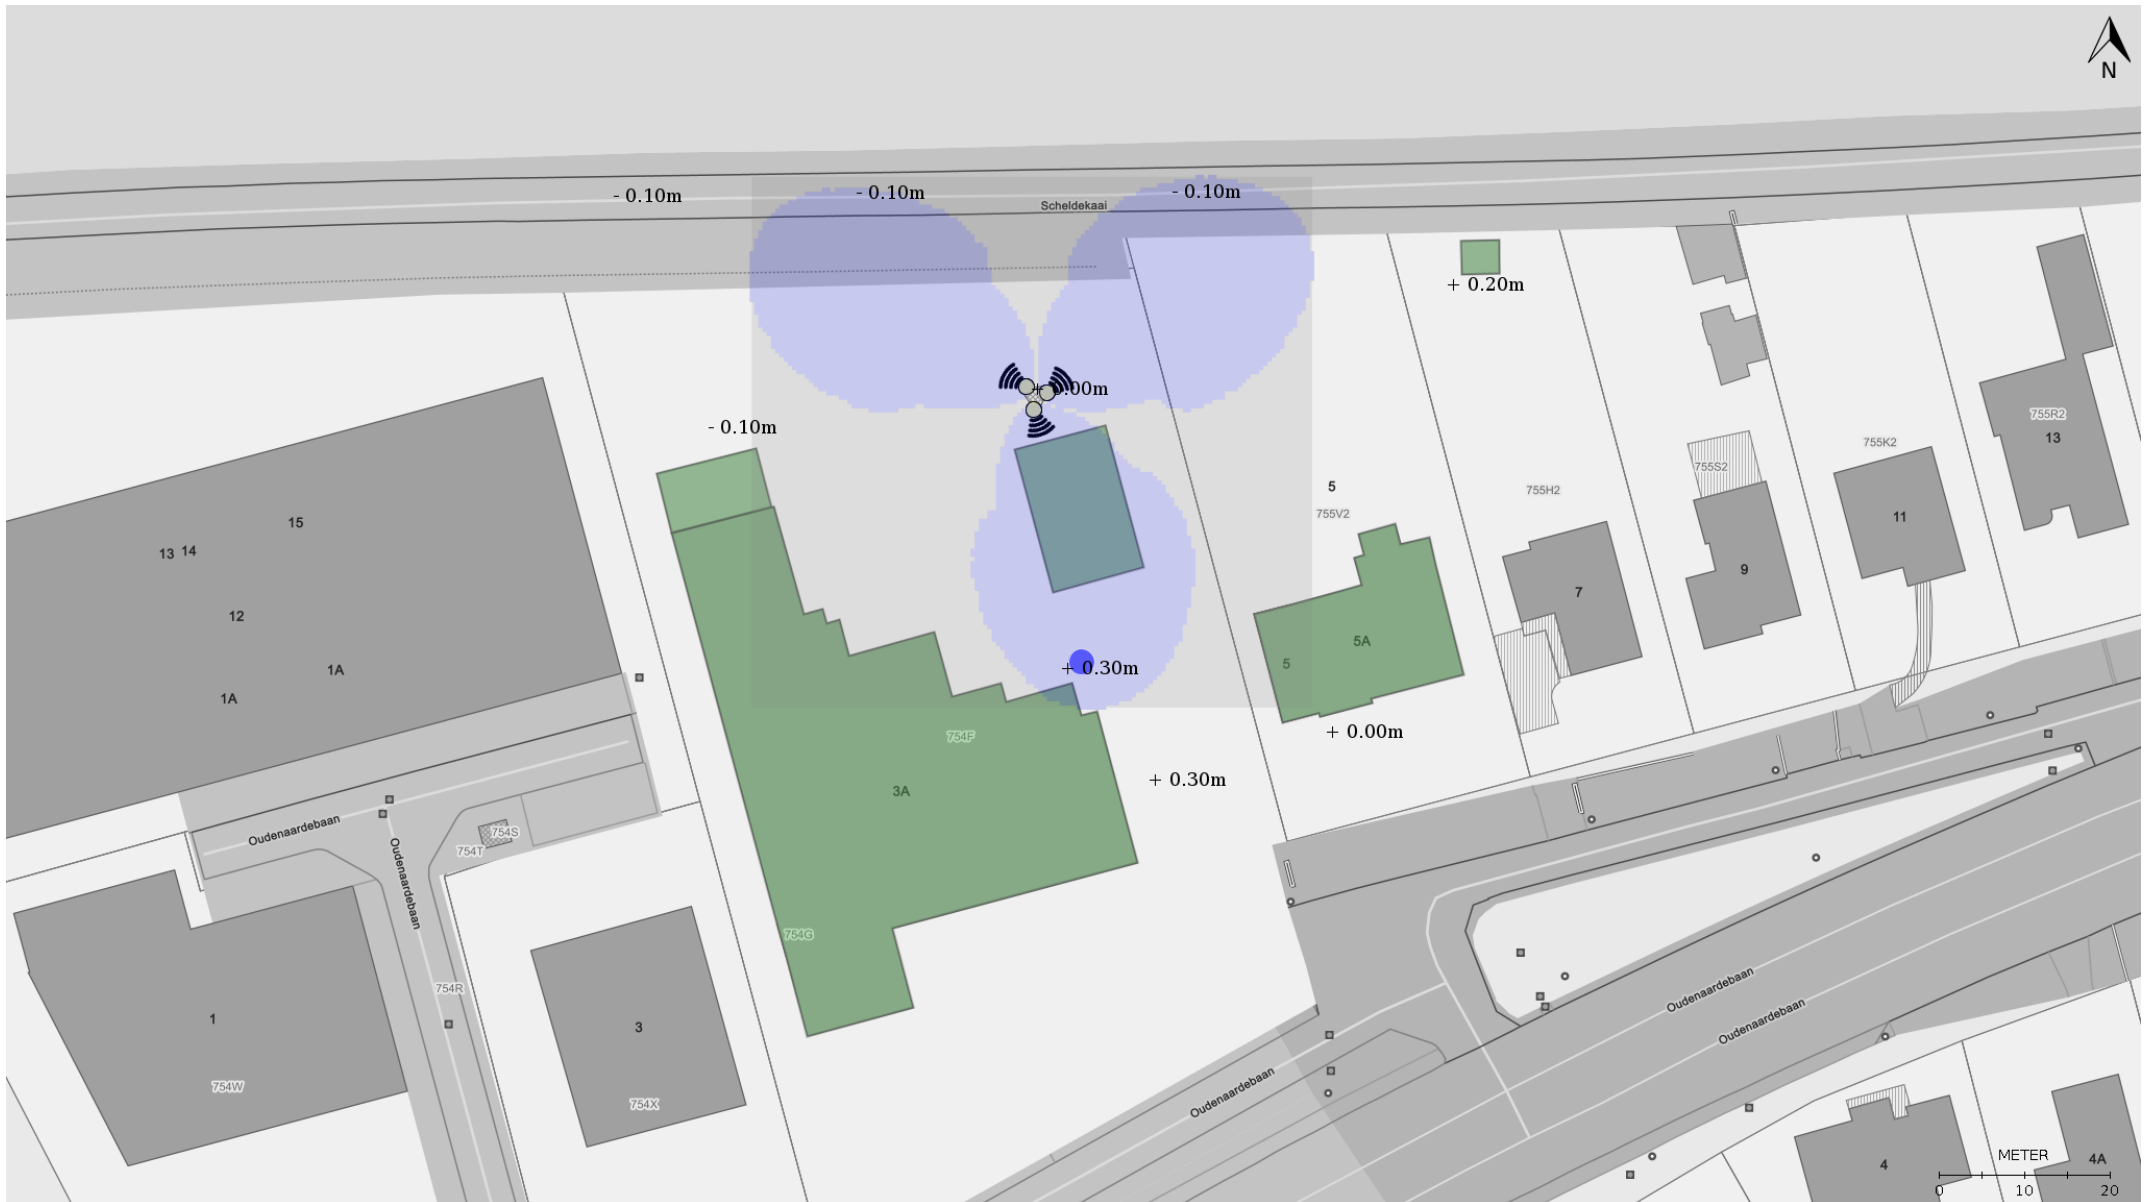 N
- 0.10m
- 0.10m
- 0.10m
Scheldekaai
+ 0.20m
+ 0.00m
- 0.10m
755R2
13
755K2
755S2
5
755V2
755H2
11
15
13 14
9
7
12
5A
5
1A
1A
+ 0.30m
+ 0.00m
754F
3A
+ 0.30m
Oudenaardebaan
754S
754T
Oudenaardebaan
754G
754R
1
3
754W
754X
Oudenaardebaan
Oudenaardebaan
Oudenaardebaan
4
4A
METER
0 10 20